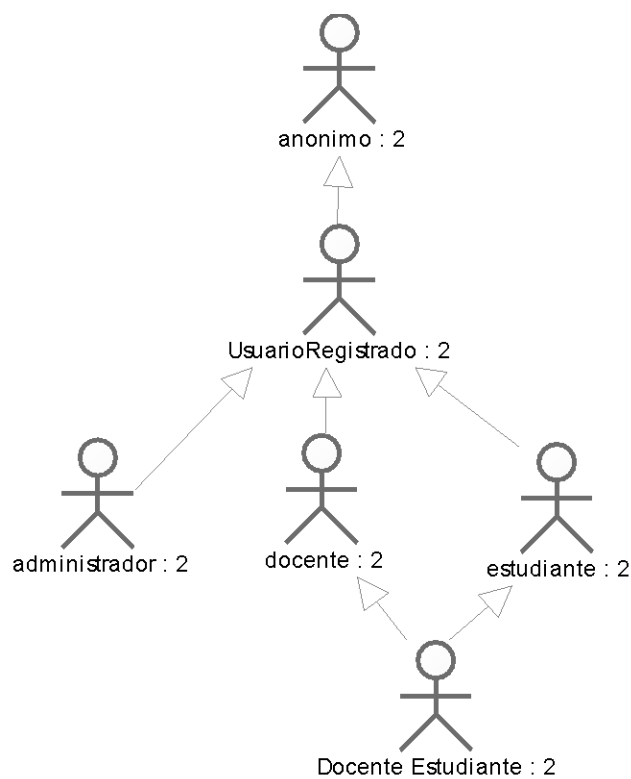 anonimo : 2
UsuarioRegistrado : 2
administrador : 2
docente : 2
estudiante : 2
Docente Estudiante : 2